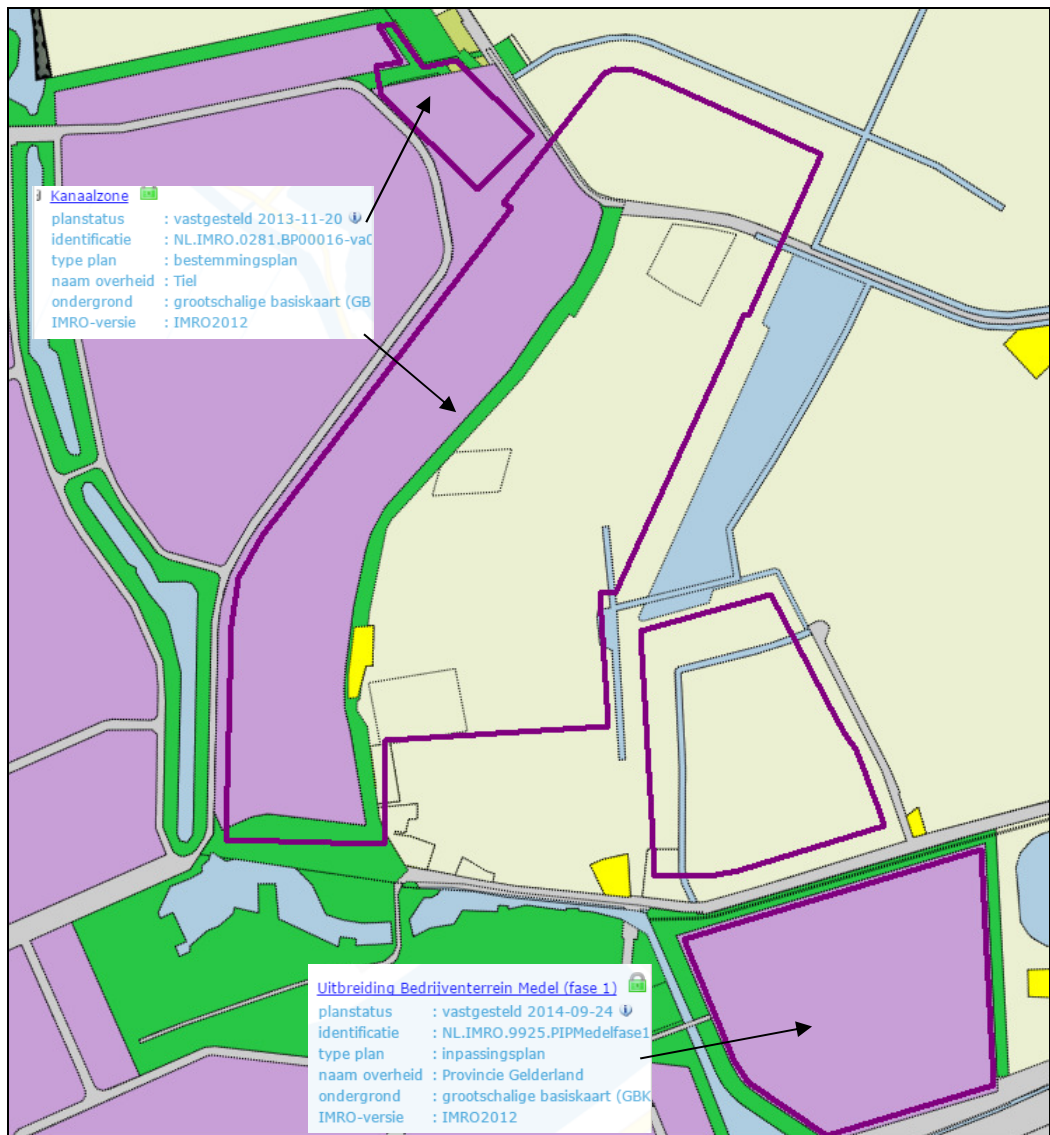 Kanaalzone
planstatus : vastgesteld 2013-11-20
identificatie : NL.IMRO.0281.BP00016-va0
type plan : bestemmingsplan
naam overheid : Tiel
ondergrond : grootschalige basiskaart (GB
IMRO-versie : IMRO2012
Uitbreiding Bedrijventerrein Medel (fase 1)
planstatus : vastgesteld 2014-09-24
identificatie : NL.IMRO.9925.PIPMedelfase1
type plan : inpassingsplan
naam overheid : Provincie Gelderland
ondergrond : grootschalige basiskaart (GBK
IMRO-versie : IMRO2012